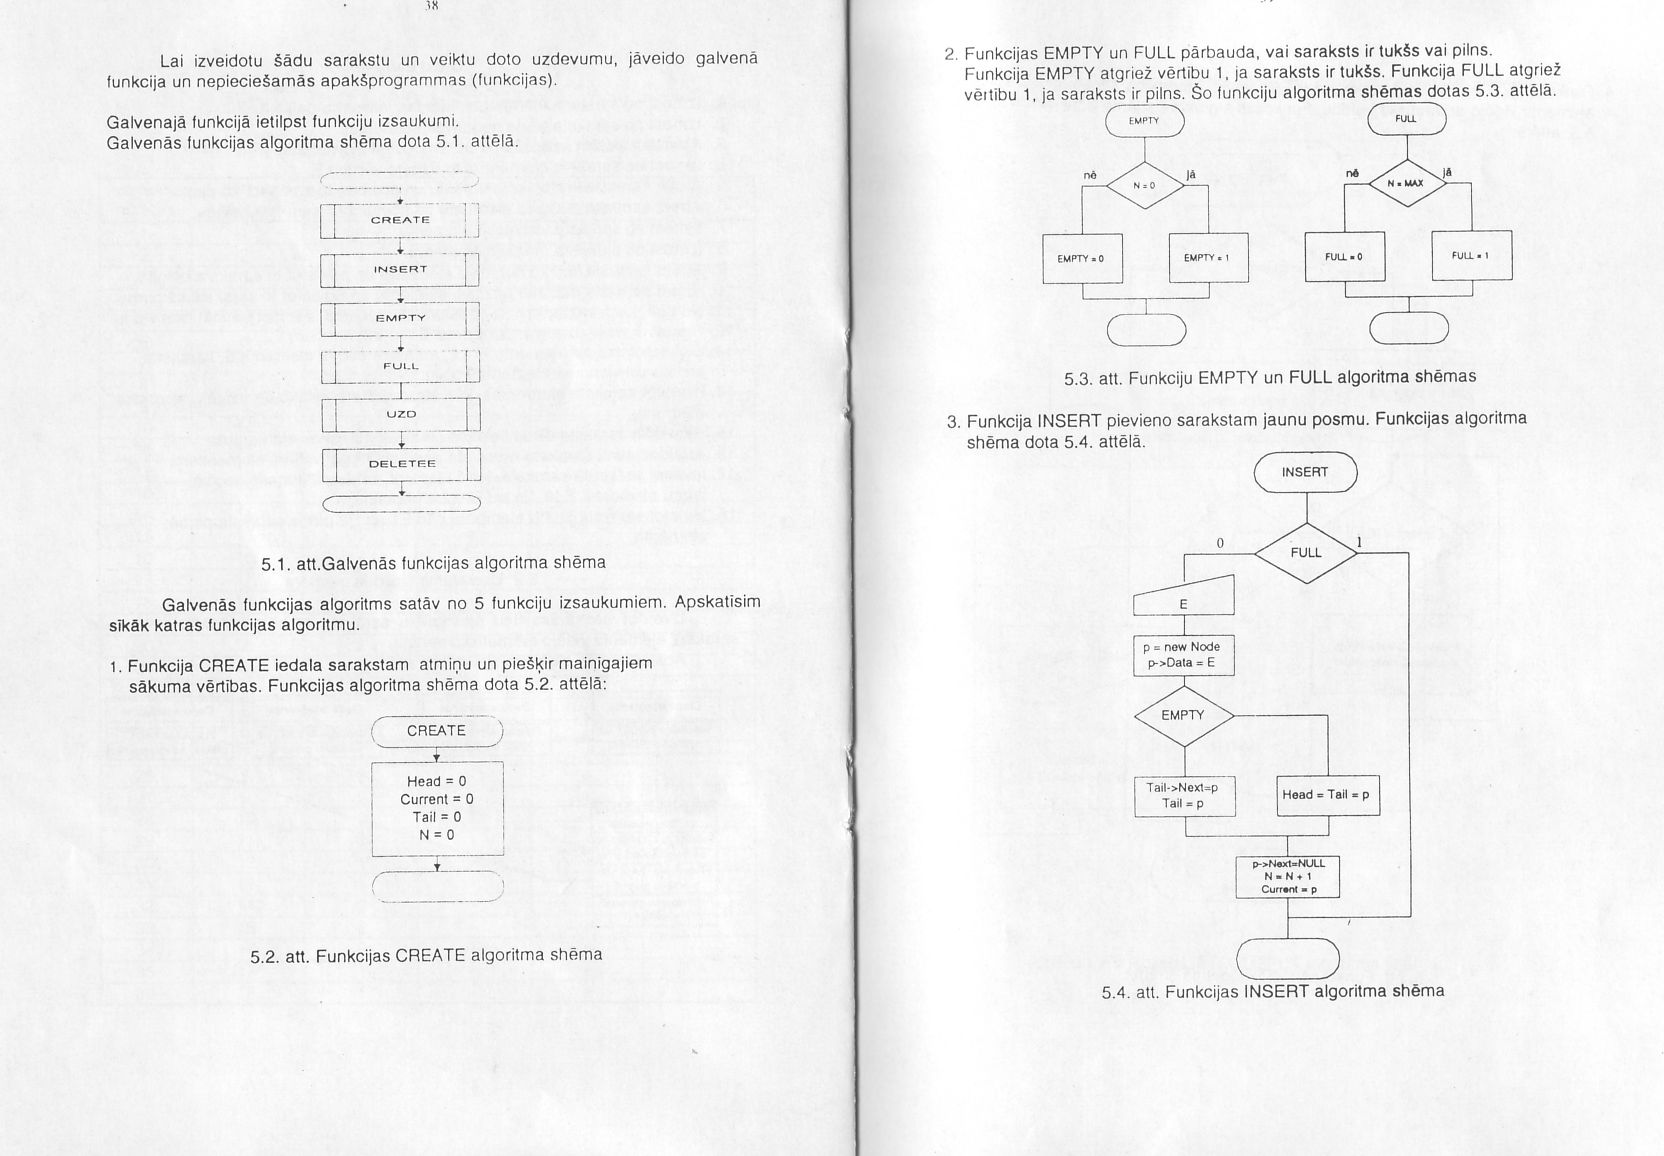 38
Lai izveidotu šādu sarakstu un veiktu doto uzdevumu, jāveido galvenā
funkcija un nepieciešamās apakšprogrammas (funkcijas).
Galvenajā funkcijā ietilpst funkciju izsaukumi.
Galvenās funkcijas algoritma shēma dota 5.1. attēlā.
CREATE
INSERT
EMPTY
FULL
UZD
DELETEE
5.1. att.Galvenās funkcijas algoritma shēma
Galvenās funkcijas algoritms satāv no 5 funkciju izsaukumiem. Apskatīsim
sīkāk katras funkcijas algoritmu.
1. Funkcija CREATE iedala sarakstam atmiņu un piešķir mainīgajiem
sākuma vērtības. Funkcijas algoritma shēma dota 5.2. attēlā:
CREATE
Head = 0
Current = 0
Tail = 0
N = 0
5.2. att. Funkcijas CREATE algoritma shēma
2. Funkcijas EMPTY un FULL pārbauda, vai saraksts ir tukšs vai pilns.
Funkcija EMPTY atgriež vērtību 1, ja saraksts ir tukšs. Funkcija FULL atgriež
vērtību 1, ja saraksts ir pilns. Šo funkciju algoritma shēmas dotas 5.3. attēlā.
EMPTY
nē
N = 0
jā
EMPTY = 0
EMPTY = 1
FULL
nē
N = MAX
jā
FULL = 0
FULL = 1
5.3. att. Funkciju EMPTY un FULL algoritma shēmas
3. Funkcija INSERT pievieno sarakstam jaunu posmu. Funkcijas algoritma
shēma dota 5.4. attēlā.
INSERT
0
FULL
1
E
p = new Node
p->Data = E
EMPTY
Tail->Next=p
Tail = p
Head = Tail = p
p->Next=NULL
N = N + 1
Current = p
5.4. att. Funkcijas INSERT algoritma shēma